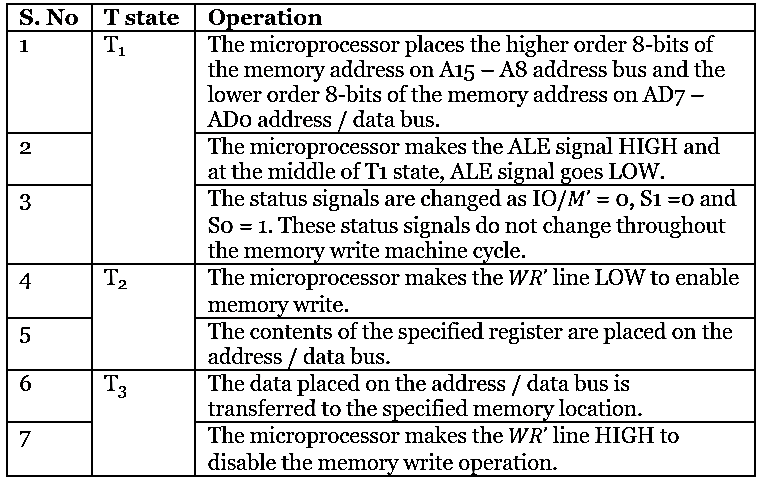 S. No T state Operation
1 T₁ The microprocessor places the higher order 8-bits of
the memory address on A15 – A8 address bus and the
lower order 8-bits of the memory address on AD7 –
AD0 address / data bus.
2 The microprocessor makes the ALE signal HIGH and
at the middle of T1 state, ALE signal goes LOW.
3 The status signals are changed as IO/M' = 0, S1 =0 and
S0 = 1. These status signals do not change throughout
the memory write machine cycle.
4 T₂ The microprocessor makes the WR' line LOW to enable
memory write.
5 The contents of the specified register are placed on the
address / data bus.
6 T₃ The data placed on the address / data bus is
transferred to the specified memory location.
7 The microprocessor makes the WR' line HIGH to
disable the memory write operation.